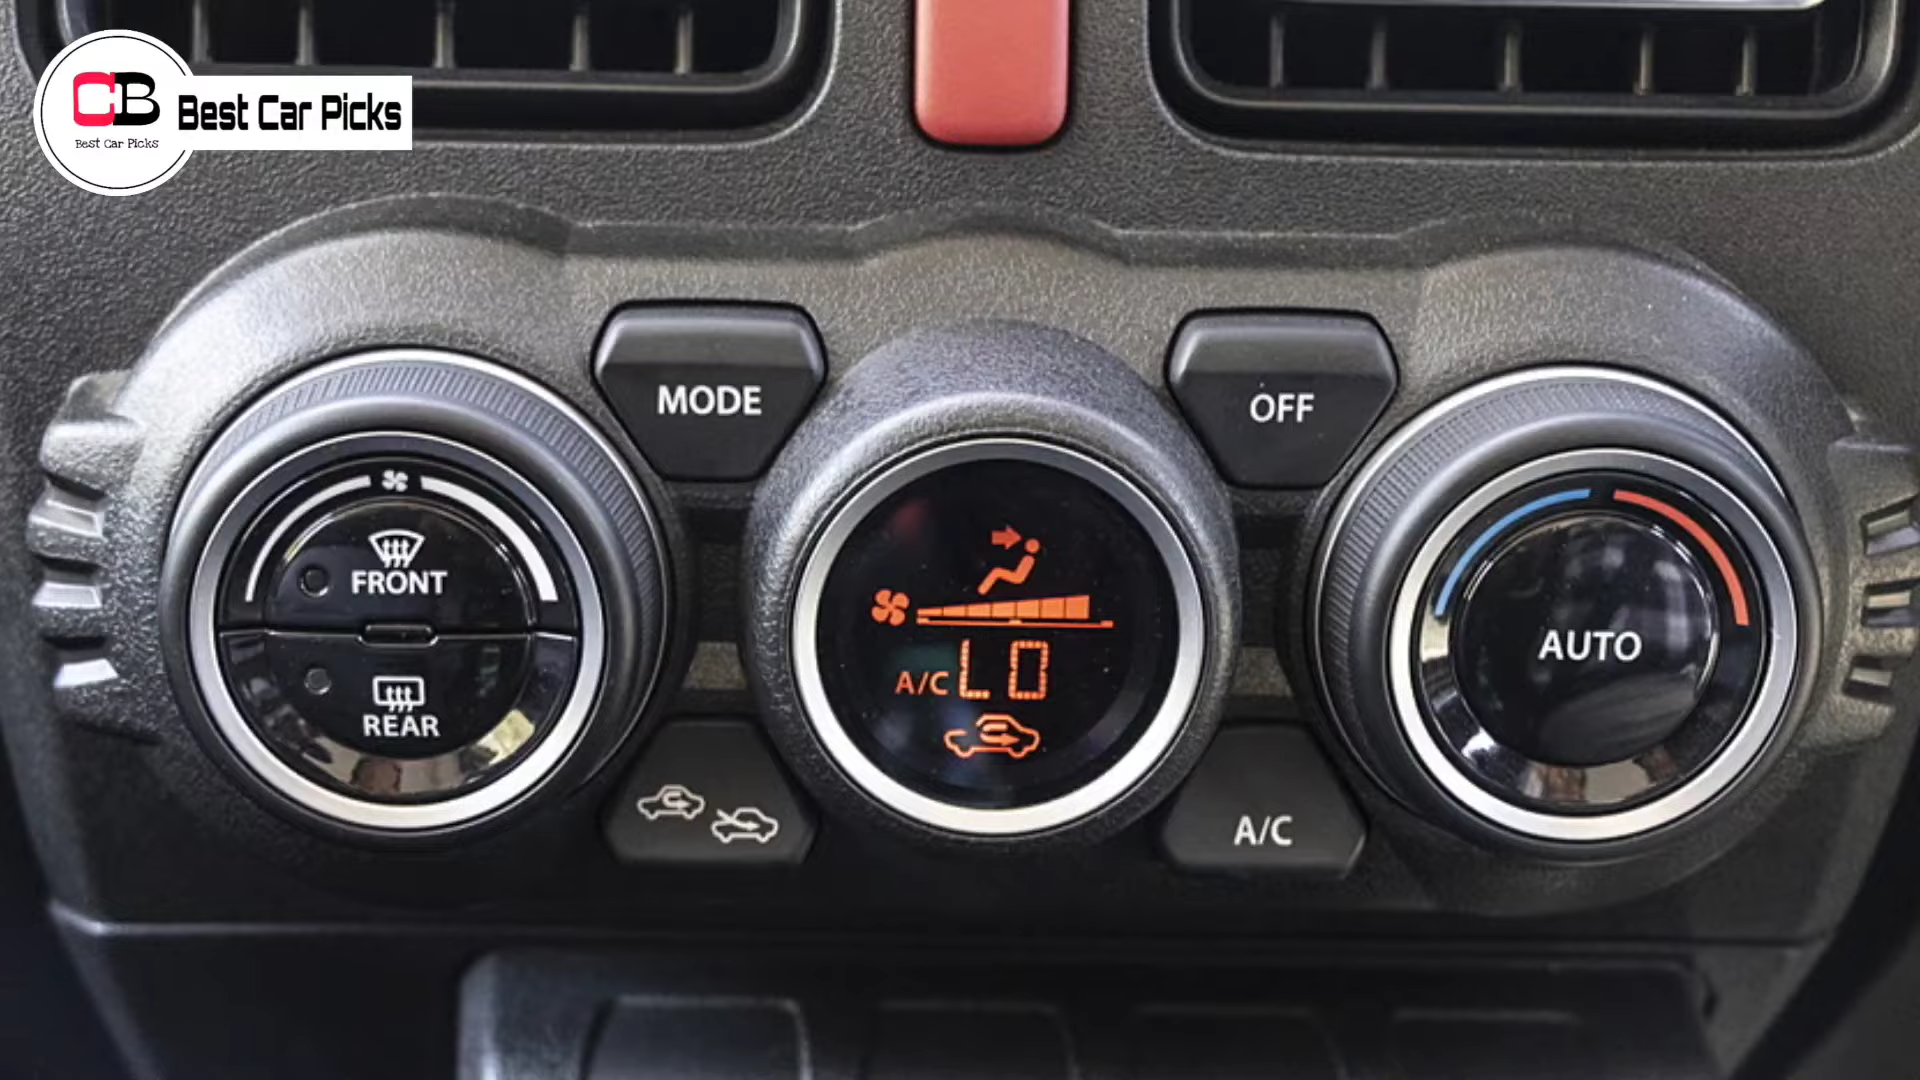 CB
Best Car Picks
Best Car Picks
MODE
OFF
FRONT
REAR
A/C LO
AUTO
A/C